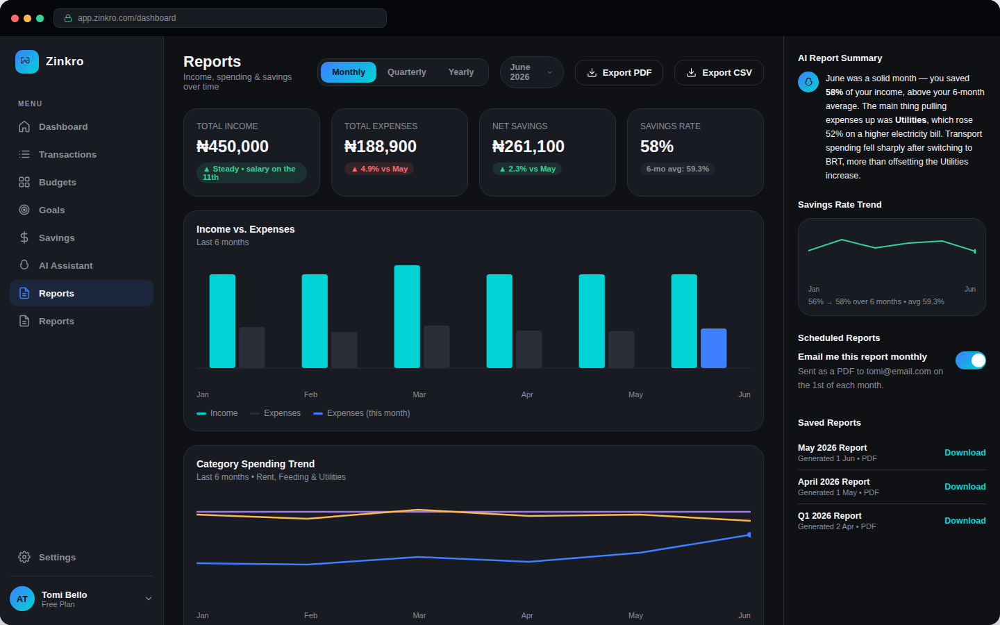 app.zinkro.com/dashboard
Zinkro
MENU
Dashboard
Transactions
Budgets
Goals
Savings
AI Assistant
Reports
Reports
Settings
AT
Tomi Bello
Free Plan
Reports
Income, spending & savings
over time
Monthly
Quarterly
Yearly
June
2026
Export PDF
Export CSV
TOTAL INCOME
₦450,000
▲ Steady • salary on the
11th
TOTAL EXPENSES
₦188,900
▲ 4.9% vs May
NET SAVINGS
₦261,100
▲ 2.3% vs May
SAVINGS RATE
58%
6-mo avg: 59.3%
Income vs. Expenses
Last 6 months
Jan Feb Mar Apr May Jun
Income Expenses Expenses (this month)
Category Spending Trend
Last 6 months • Rent, Feeding & Utilities
Jan Feb Mar Apr May Jun
AI Report Summary
June was a solid month — you saved
58% of your income, above your 6-month
average. The main thing pulling
expenses up was Utilities, which rose
52% on a higher electricity bill. Transport
spending fell sharply after switching to
BRT, more than offsetting the Utilities
increase.
Savings Rate Trend
Jan Jun
56% → 58% over 6 months • avg 59.3%
Scheduled Reports
Email me this report monthly
Sent as a PDF to tomi@email.com on
the 1st of each month.
Saved Reports
May 2026 Report
Generated 1 Jun • PDF
Download
April 2026 Report
Generated 1 May • PDF
Download
Q1 2026 Report
Generated 2 Apr • PDF
Download